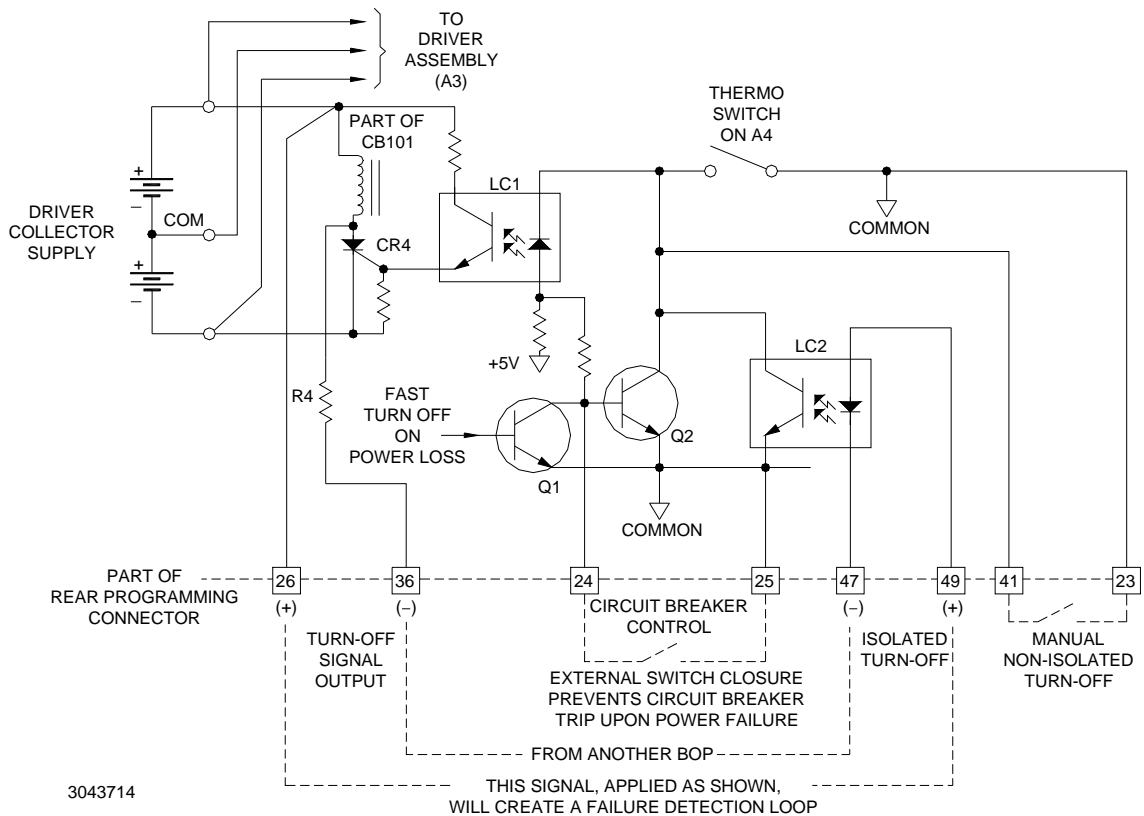 TO
DRIVER
ASSEMBLY
(A3)
THERMO
SWITCH
ON A4
PART OF
CB101
+
–
DRIVER
COLLECTOR
SUPPLY
COM
+
–
LC1
CR4
COMMON
+5V
LC2
R4
FAST
TURN OFF
ON
POWER LOSS
Q1
Q2
COMMON
PART OF
REAR PROGRAMMING
CONNECTOR
26
36
24
25
47
49
41
23
(+)
(–)
(–)
(+)
TURN-OFF
SIGNAL
OUTPUT
CIRCUIT BREAKER
CONTROL
ISOLATED
TURN-OFF
MANUAL
NON-ISOLATED
TURN-OFF
EXTERNAL SWITCH CLOSURE
PREVENTS CIRCUIT BREAKER
TRIP UPON POWER FAILURE
FROM ANOTHER BOP
THIS SIGNAL, APPLIED AS SHOWN,
WILL CREATE A FAILURE DETECTION LOOP
3043714